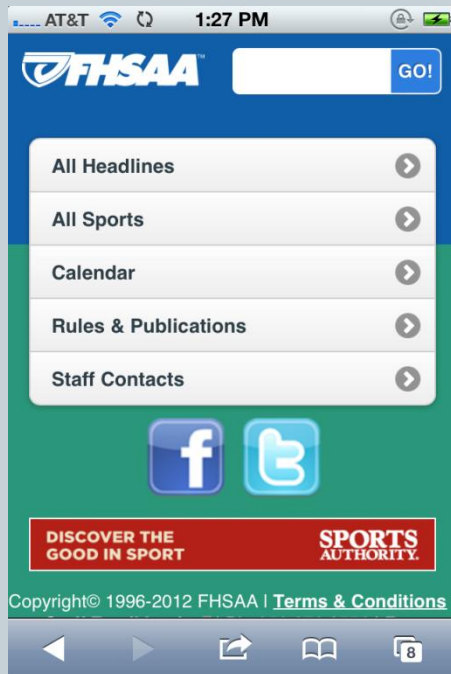 AT&T 1:27 PM
FHSAA™ GO!
All Headlines
All Sports
Calendar
Rules & Publications
Staff Contacts
f t
DISCOVER THE
GOOD IN SPORT
SPORTS
AUTHORITY.
Copyright© 1996-2012 FHSAA | Terms & Conditions
8